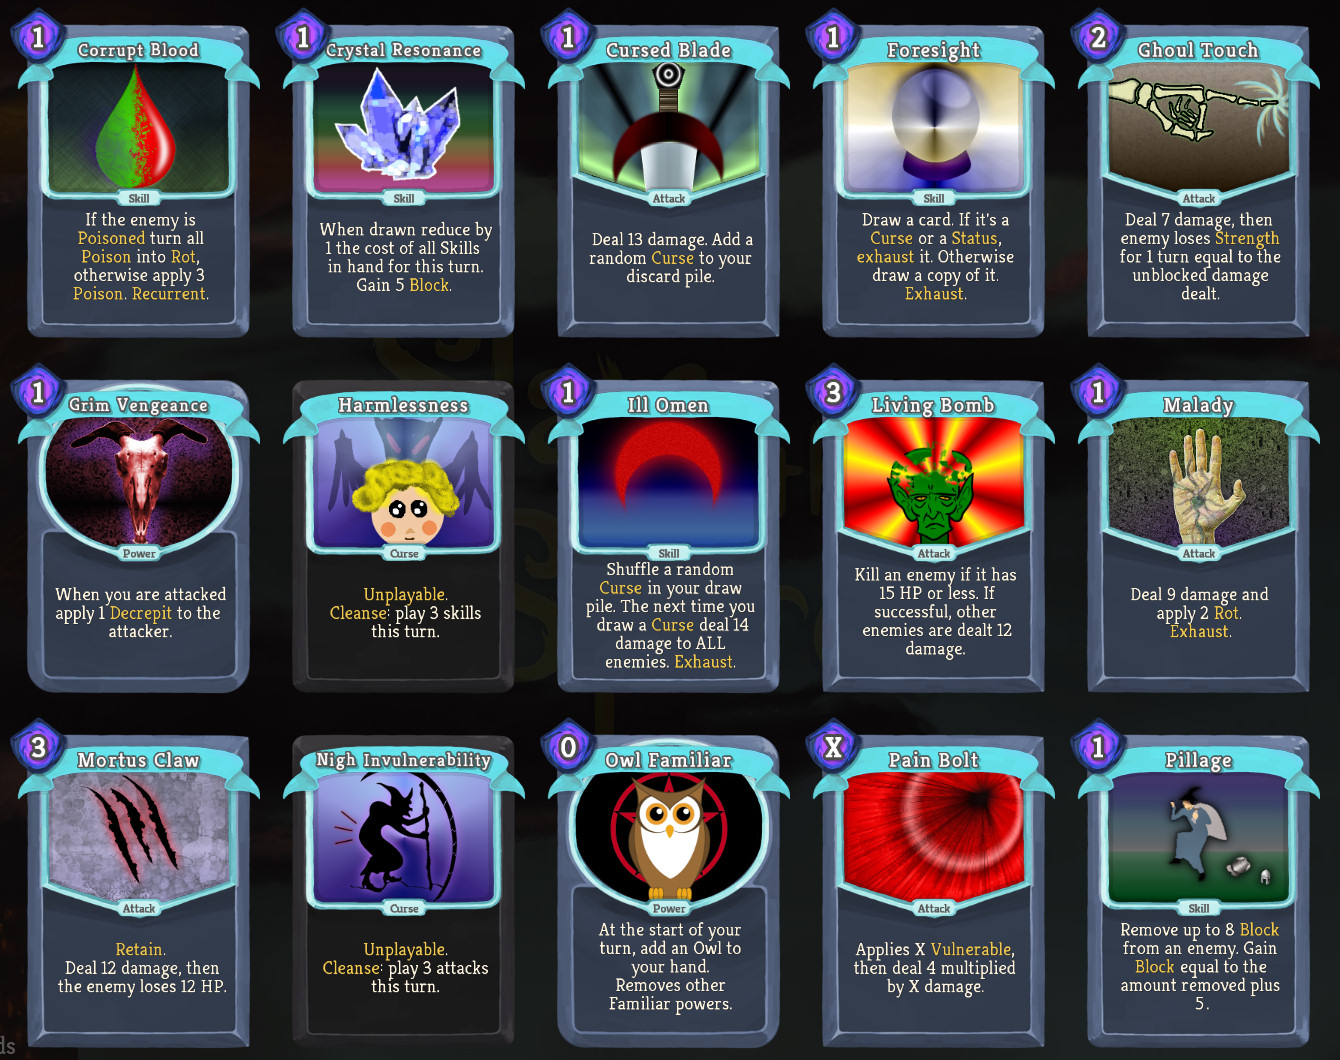 1
Corrupt Blood
Skill
If the enemy is
Poisoned turn all
Poison into Rot,
otherwise apply 3
Poison. Recurrent.
1
Crystal Resonance
Skill
When drawn reduce by
1 the cost of all Skills
in hand for this turn.
Gain 5 Block.
1
Cursed Blade
Attack
Deal 13 damage. Add a
random Curse to your
discard pile.
1
Foresight
Skill
Draw a card. If it's a
Curse or a Status,
exhaust it. Otherwise
draw a copy of it.
Exhaust.
2
Ghoul Touch
Attack
Deal 7 damage, then
enemy loses Strength
for 1 turn equal to the
unblocked damage
dealt.
1
Grim Vengeance
Power
When you are attacked
apply 1 Decrepit to the
attacker.
Harmlessness
Curse
Unplayable.
Cleanse: play 3 skills
this turn.
1
Ill Omen
Skill
Shuffle a random
Curse in your draw
pile. The next time you
draw a Curse deal 14
damage to ALL
enemies. Exhaust.
3
Living Bomb
Attack
Kill an enemy if it has
15 HP or less. If
successful, other
enemies are dealt 12
damage.
1
Malady
Attack
Deal 9 damage and
apply 2 Rot.
Exhaust.
3
Mortus Claw
Attack
Retain.
Deal 12 damage, then
the enemy loses 12 HP.
Nigh Invulnerability
Curse
Unplayable.
Cleanse: play 3 attacks
this turn.
0
Owl Familiar
Power
At the start of your
turn, add an Owl to
your hand.
Removes other
Familiar powers.
X
Pain Bolt
Attack
Applies X Vulnerable,
then deal 4 multiplied
by X damage.
1
Pillage
Skill
Remove up to 8 Block
from an enemy. Gain
Block equal to the
amount removed plus
5.